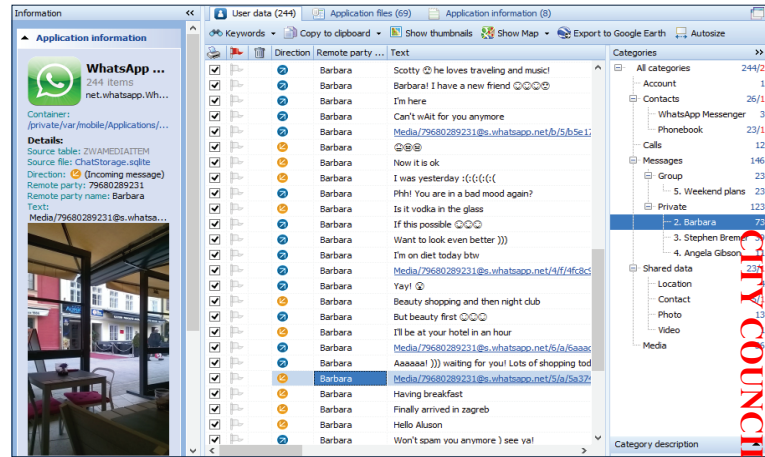 Information
User data (244)
Application files (69)
Application information (8)
Keywords
Copy to clipboard
Show thumbnails
Show Map
Export to Google Earth
Autosize
Application information
WhatsApp ...
244 items
net.whatsapp.Wh...
Container:
/private/var/mobile/Applications/...
Details:
Source table: ZWAMEDIAITEM
Source file: ChatStorage.sqlite
Direction: (Incoming message)
Remote party: 79680289231
Remote party name: Barbara
Text:
Media/79680289231@s.whatsa...
Direction Remote party ... Text
Barbara Scotty he loves traveling and music!
Barbara Barbara! I have a new friend
Barbara I'm here
Barbara Can't wAit for you anymore
Barbara Media/79680289231@s.whatsapp.net/b/5/b5e17
Barbara
Barbara Now it is ok
Barbara I was yesterday :(:(:(:(:(
Barbara Phh! You are in a bad mood again?
Barbara Is it vodka in the glass
Barbara If this possible
Barbara Want to look even better )))
Barbara I'm on diet today btw
Barbara Media/79680289231@s.whatsapp.net/4/f/4fc8c9
Barbara Yay!
Barbara Beauty shopping and then night club
Barbara But beauty first
Barbara I'll be at your hotel in an hour
Barbara Media/79680289231@s.whatsapp.net/6/a/6aaac
Barbara Aaaaaa! ))) waiting for you! Lots of shopping tod
Barbara Media/79680289231@s.whatsapp.net/5/a/5a37
Barbara Having breakfast
Barbara Finally arrived in zagreb
Barbara Hello Aluson
Barbara Won't spam you anymore ) see ya!
Categories
All categories 244/2
Account 1
Contacts 26/1
WhatsApp Messenger 3
Phonebook 23/1
Calls 12
Messages 146
Group 23
5. Weekend plans 23
Private 123
2. Barbara 73
3. Stephen Bremer
4. Angela Gibson
Shared data 23/
Location
Contact
Photo 13
Video
Media
Category description
CITY COUNCIL